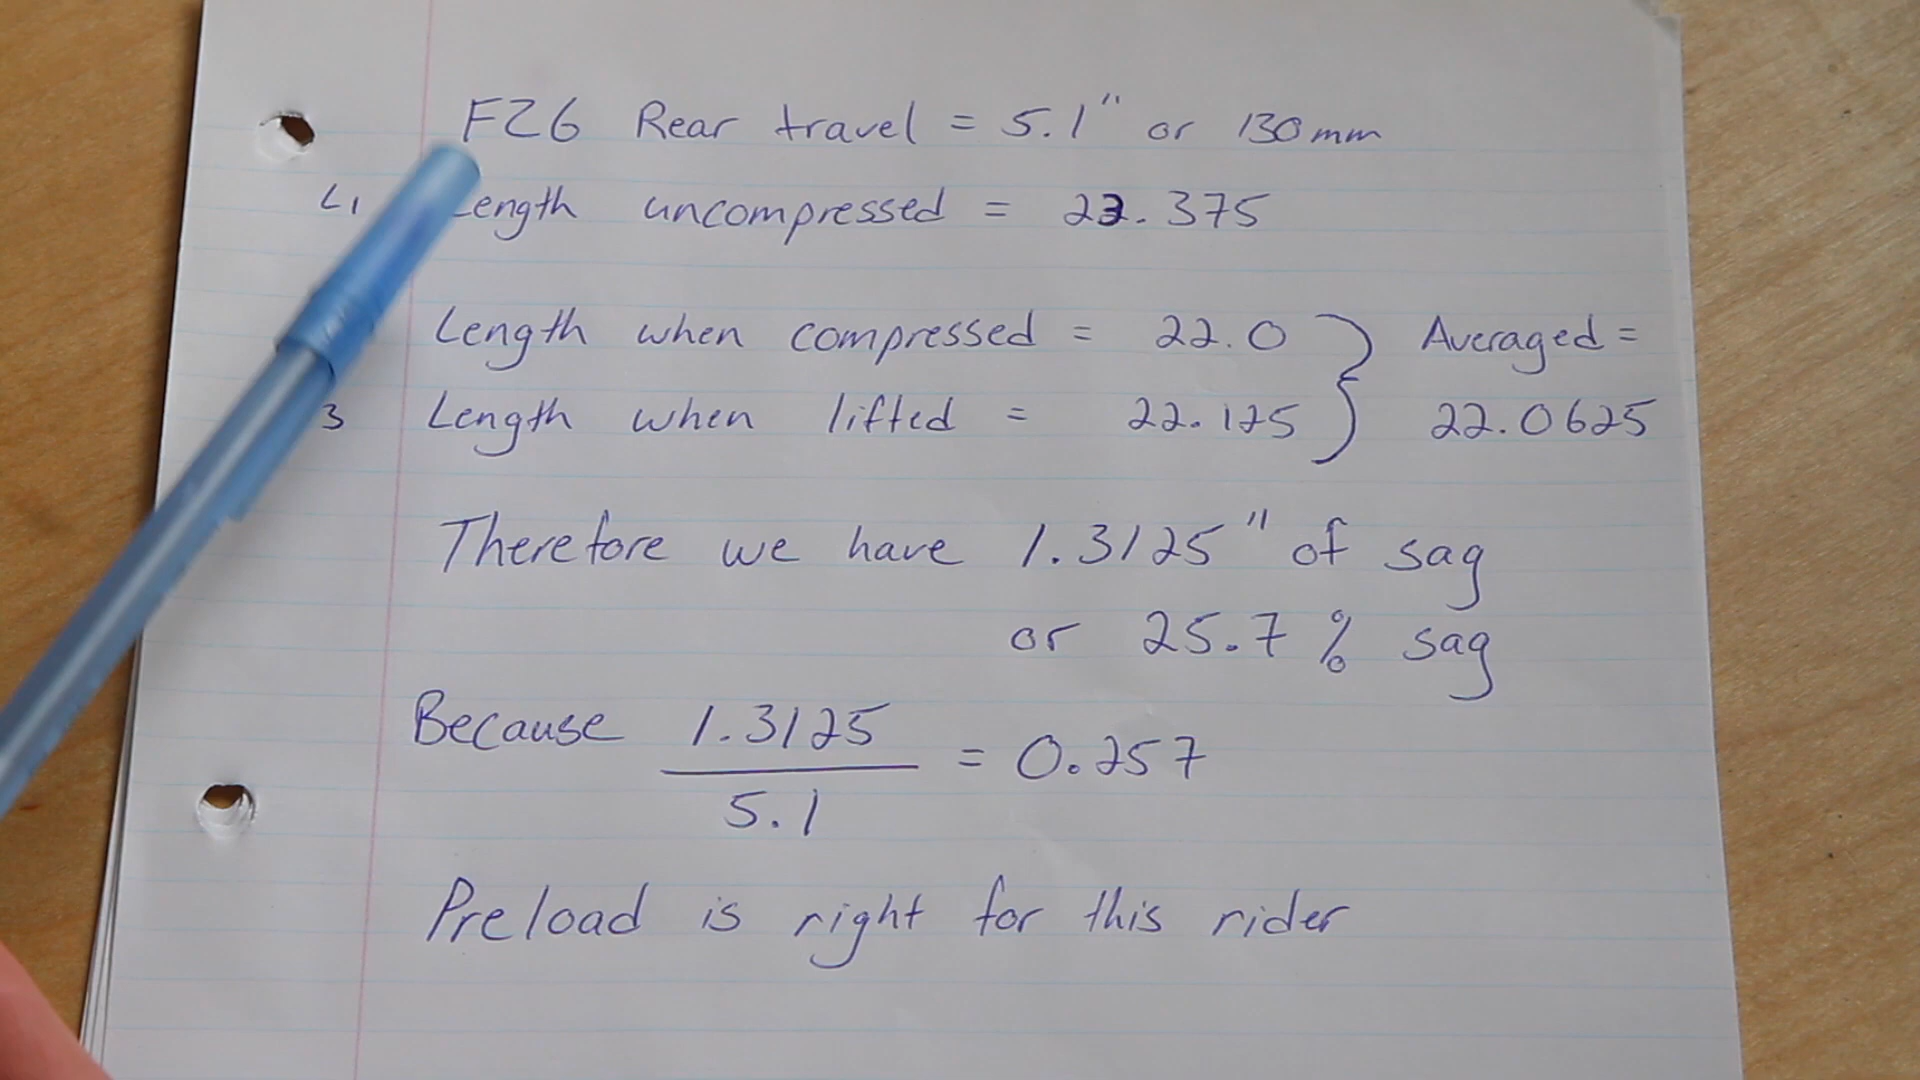 FZ6 Rear travel = 5.1" or 130mm
L1 Length uncompressed = 23.375
Length when compressed = 22.0 } Averaged =
3 Length when lifted = 22.125 22.0625
Therefore we have 1.3125" of sag
or 25.7% sag
Because 1.3125
= 0.257
5.1
Preload is right for this rider